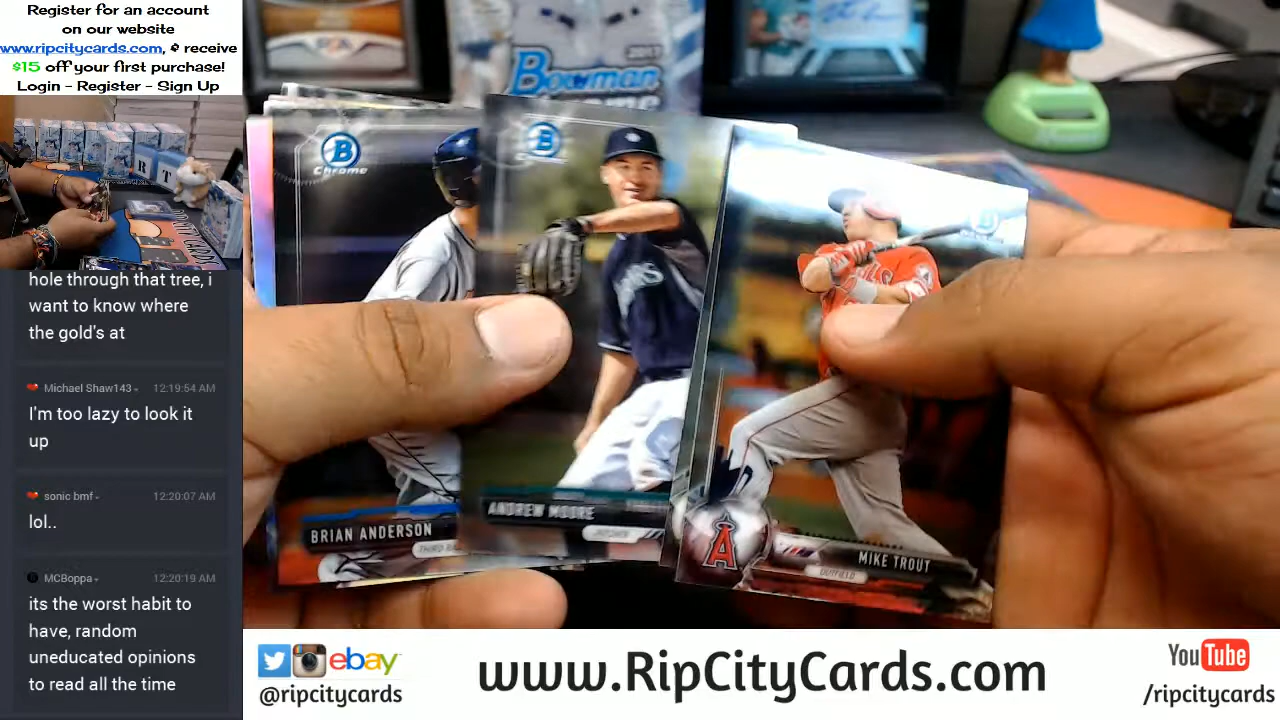 Register for an account
on our website
www.ripcitycards.com, & receive
$15 off your first purchase!
Login - Register - Sign Up
hole through that tree, i
want to know where
the gold's at
Michael Shaw143
12:19:54 AM
I'm too lazy to look it
up
sonic bmf
12:20:07 AM
lol..
MCBoppa
12:20:19 AM
its the worst habit to
have, random
uneducated opinions
to read all the time
2017
Bowman
B
Chrome
BRIAN ANDERSON
B
ANDREW MOORE
PITCHER
B
A
MIKE TROUT
OUTFIELD
R T
ebay
@ripcitycards
www.RipCityCards.com
YouTube
/ripcitycards